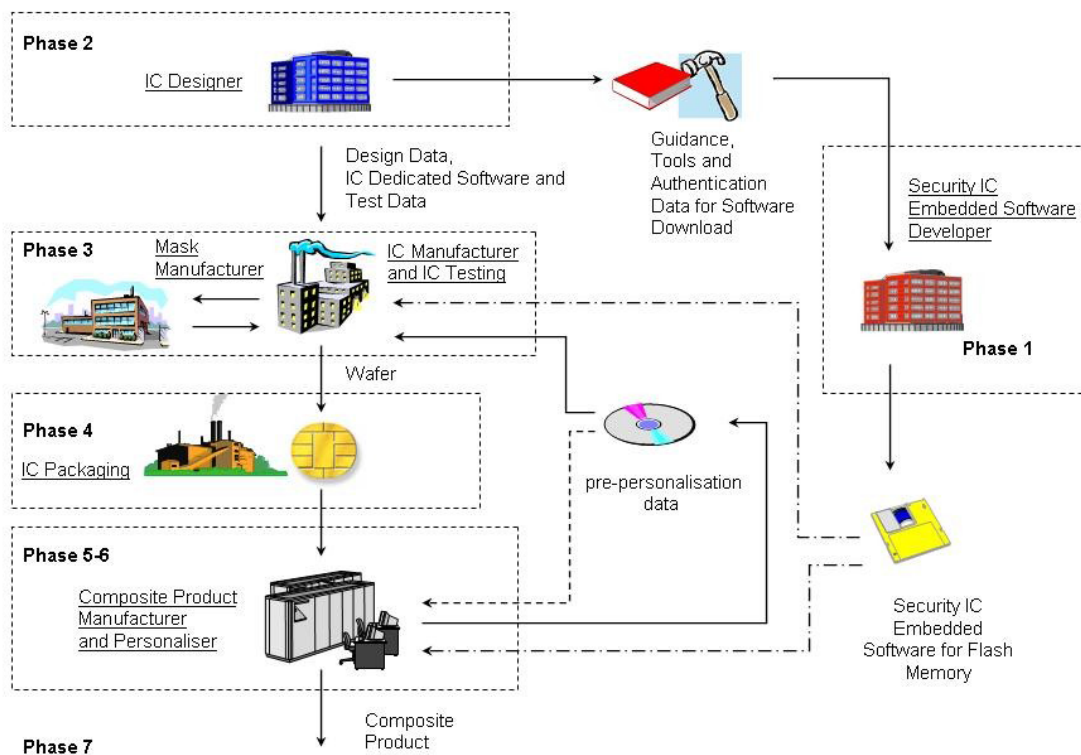 Phase 2
IC Designer
Guidance,
Tools and
Authentication
Data for Software
Download
Design Data,
IC Dedicated Software and
Test Data
Security IC
Embedded Software
Developer
Phase 1
Phase 3
Mask
Manufacturer
IC Manufacturer
and IC Testing
Wafer
Phase 4
IC Packaging
pre-personalisation
data
Phase 5-6
Composite Product
Manufacturer
and Personaliser
Security IC
Embedded
Software for Flash
Memory
Composite
Product
Phase 7